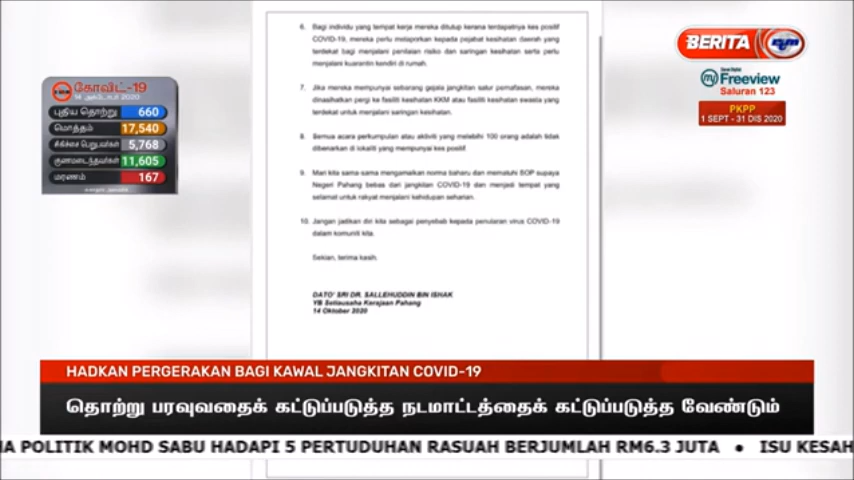 6. Bagi individu yang tempat kerja mereka ditutup kerana terdapatnya kes positif
COVID-19, mereka perlu melaporkan kepada pejabat kesihatan daerah yang
terdekat bagi menjalani penilaian risiko dan saringan kesihatan serta perlu
menjalani kuarantin kendiri di rumah.
7. Jika mereka mempunyai sebarang gejala jangkitan salur pernafasan, mereka
dinasihatkan pergi ke fasiliti kesihatan KKM atau fasiliti kesihatan swasta yang
terdekat untuk menjalani saringan kesihatan.
8. Semua acara perkumpulan atau aktiviti yang melebihi 100 orang adalah tidak
dibenarkan di lokaliti yang mempunyai kes positif
9. Mari kita sama-sama mengamalkan norma baharu dan mematuhi SOP supaya
Negeri Pahang bebas dari jangkitan COVID-19 dan menjadi tempat yang
selamat untuk rakyat menjalani kehidupan seharian.
10. Jangan jadikan diri kita sebagai penyebab kepada penularan virus COVID-19
dalam komuniti kita.
Sekian, terima kasih.
DATO' SRI DR. SALLEHUDDIN BIN ISHAK
YB Setiausaha Kerajaan Pahang
14 Oktober 2020
கோவிட்-19
14 அக்டோபர் 2020
புதிய தொற்று 660
மொத்தம் 17,540
சிகிச்சை பெறுபவர்கள் 5,768
குணமடைந்தவர்கள் 11,605
மரணம் 167
BERITA rtm
Freeview
Saluran 123
PKPP
1 SEPT - 31 DIS 2020
HADKAN PERGERAKAN BAGI KAWAL JANGKITAN COVID-19
தொற்று பரவுவதைக் கட்டுப்படுத்த நடமாட்டத்தைக் கட்டுப்படுத்த வேண்டும்
HA POLITIK MOHD SABU HADAPI 5 PERTUDUHAN RASUAH BERJUMLAH RM6.3 JUTA • ISU KESAH